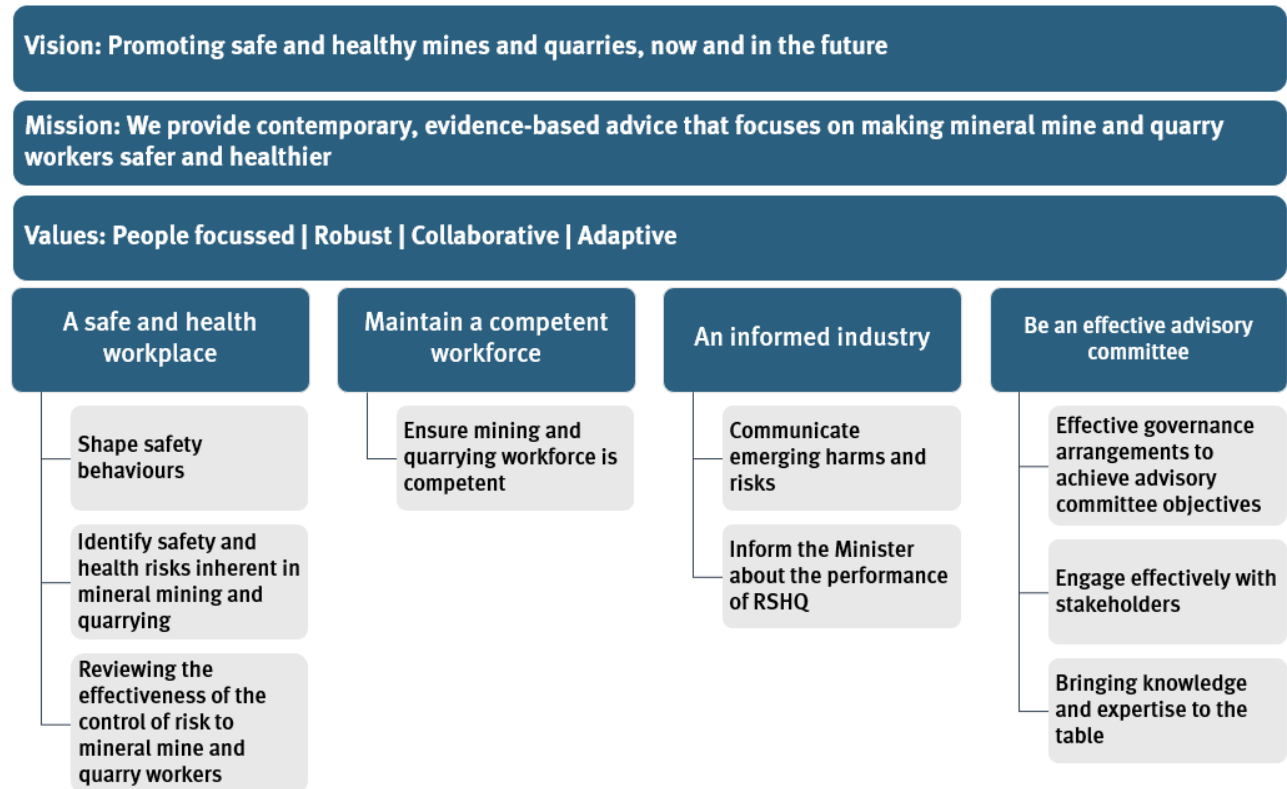 Vision: Promoting safe and healthy mines and quarries, now and in the future
Mission: We provide contemporary, evidence-based advice that focuses on making mineral mine and quarry
workers safer and healthier
Values: People focussed | Robust | Collaborative | Adaptive
A safe and health
workplace
Shape safety
behaviours
Identify safety and
health risks inherent in
mineral mining and
quarrying
Reviewing the
effectiveness of the
control of risk to
mineral mine and
quarry workers
Maintain a competent
workforce
Ensure mining and
quarrying workforce is
competent
An informed industry
Communicate
emerging harms and
risks
Inform the Minister
about the performance
of RSHQ
Be an effective advisory
committee
Effective governance
arrangements to
achieve advisory
committee objectives
Engage effectively with
stakeholders
Bringing knowledge
and expertise to the
table